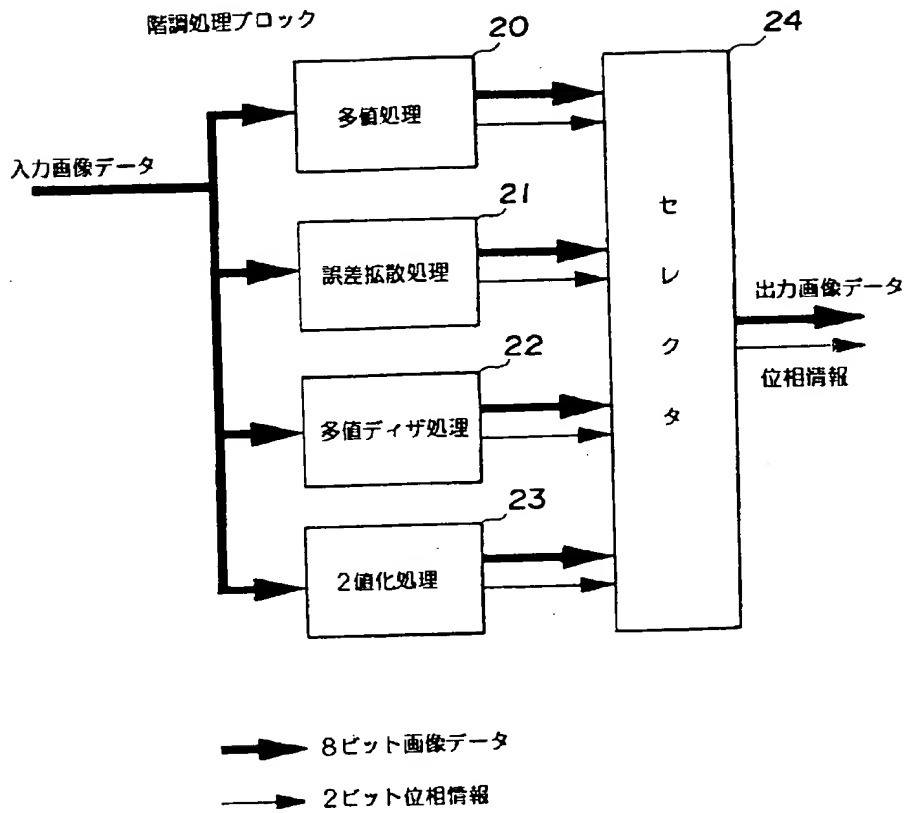 階調処理ブロック
20
24
多値処理
入力画像データ
21
誤差拡散処理
セレクタ
出力画像データ
位相情報
22
多値ディザ処理
23
2値化処理
8ビット画像データ
2ビット位相情報